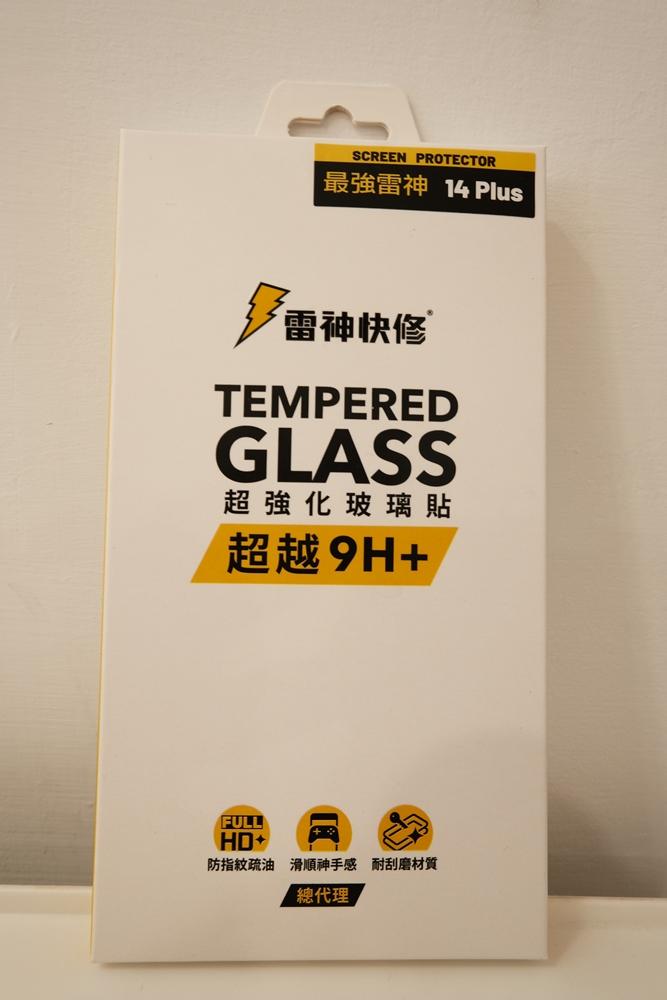 SCREEN PROTECTOR
最強雷神 14 Plus
雷神快修®
TEMPERED
GLASS
超強化玻璃貼
超越9H+
FULL
HD+
防指紋疏油 滑順神手感 耐刮磨材質
總代理